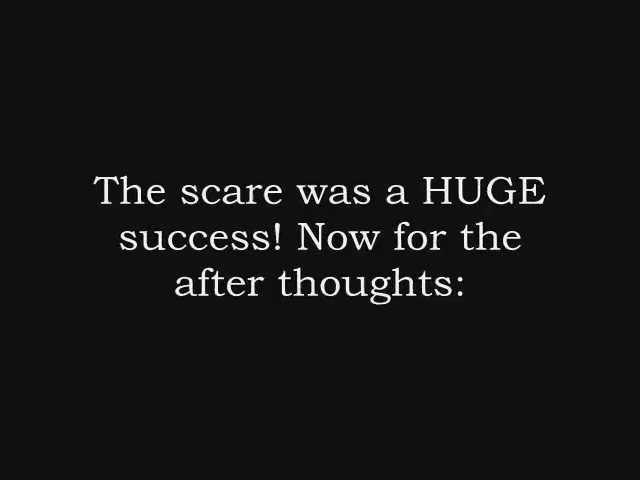 The scare was a HUGE
success! Now for the
after thoughts: